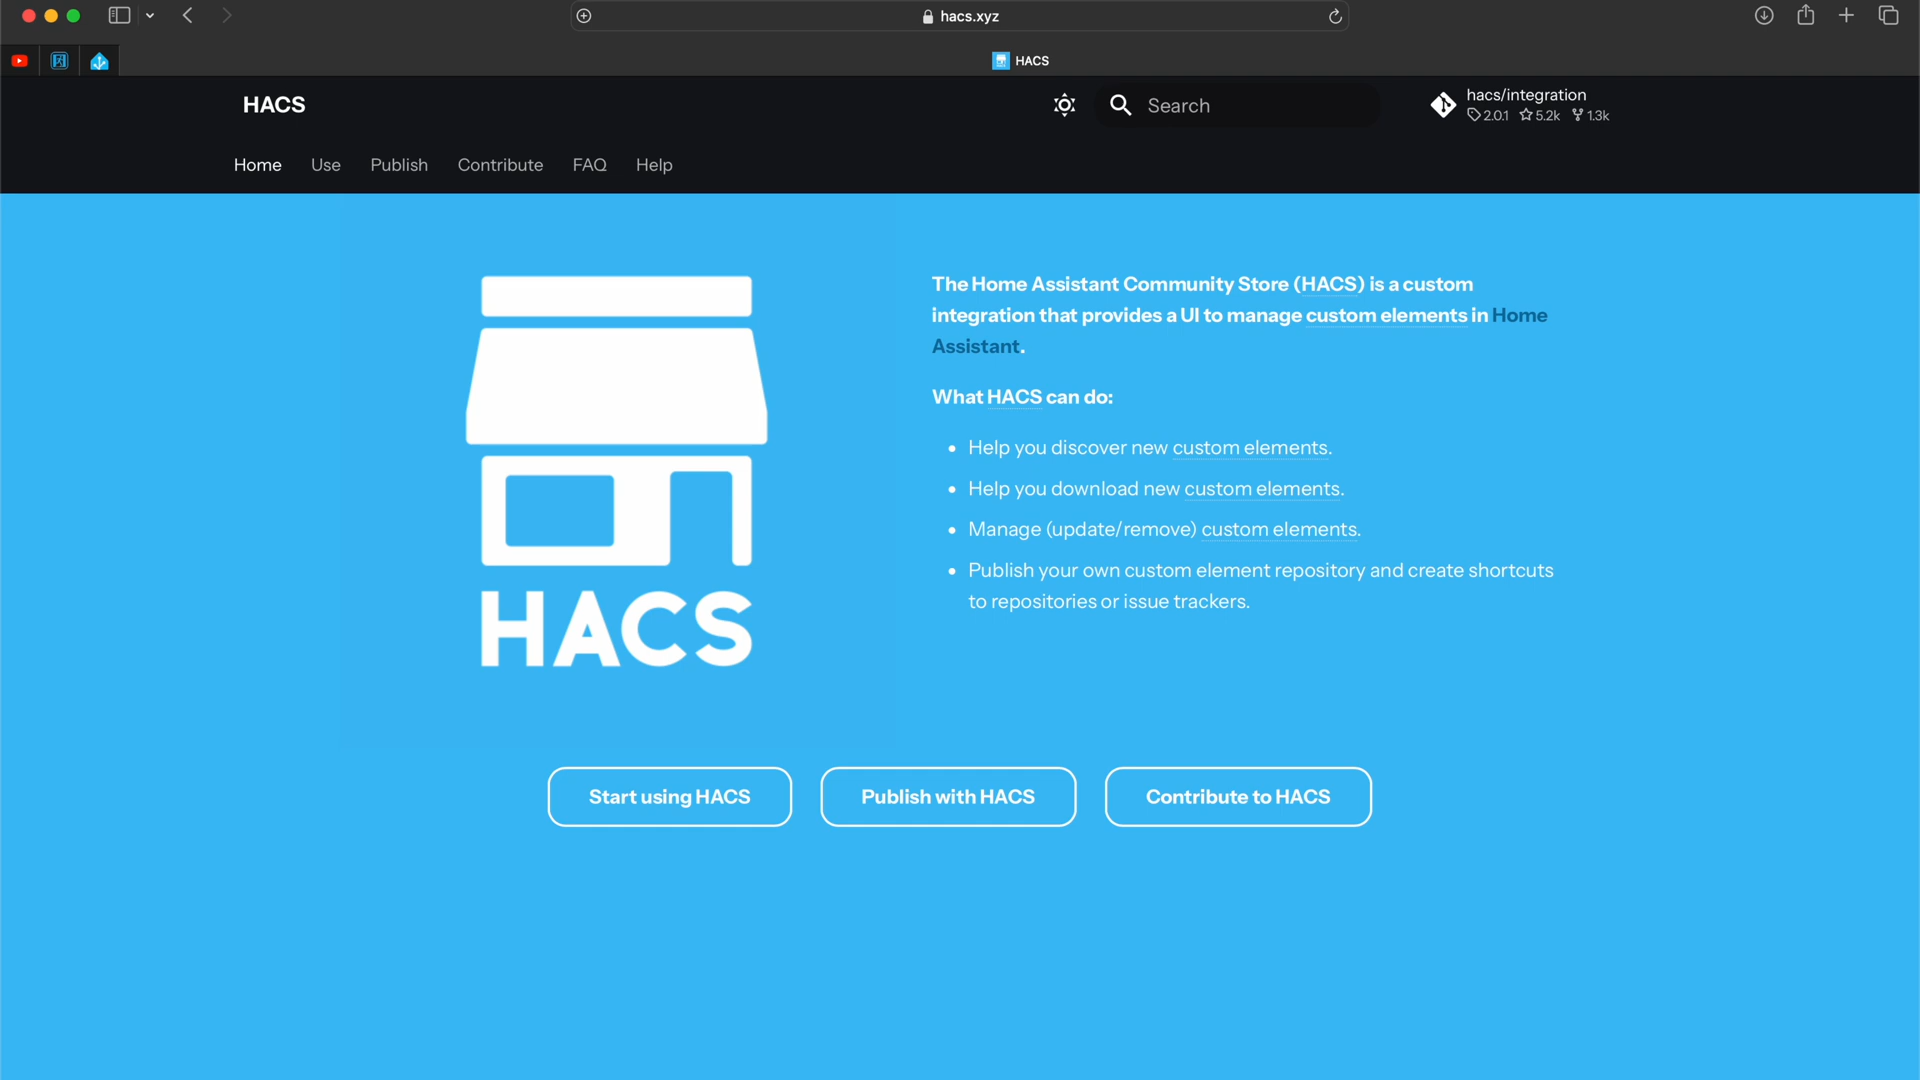 hacs.xyz
HACS
HACS
Search
hacs/integration
2.0.1 5.2k 1.3k
Home Use Publish Contribute FAQ Help
The Home Assistant Community Store (HACS) is a custom
integration that provides a UI to manage custom elements in Home
Assistant.
What HACS can do:
Help you discover new custom elements.
Help you download new custom elements.
Manage (update/remove) custom elements.
Publish your own custom element repository and create shortcuts
to repositories or issue trackers.
HACS
Start using HACS
Publish with HACS
Contribute to HACS